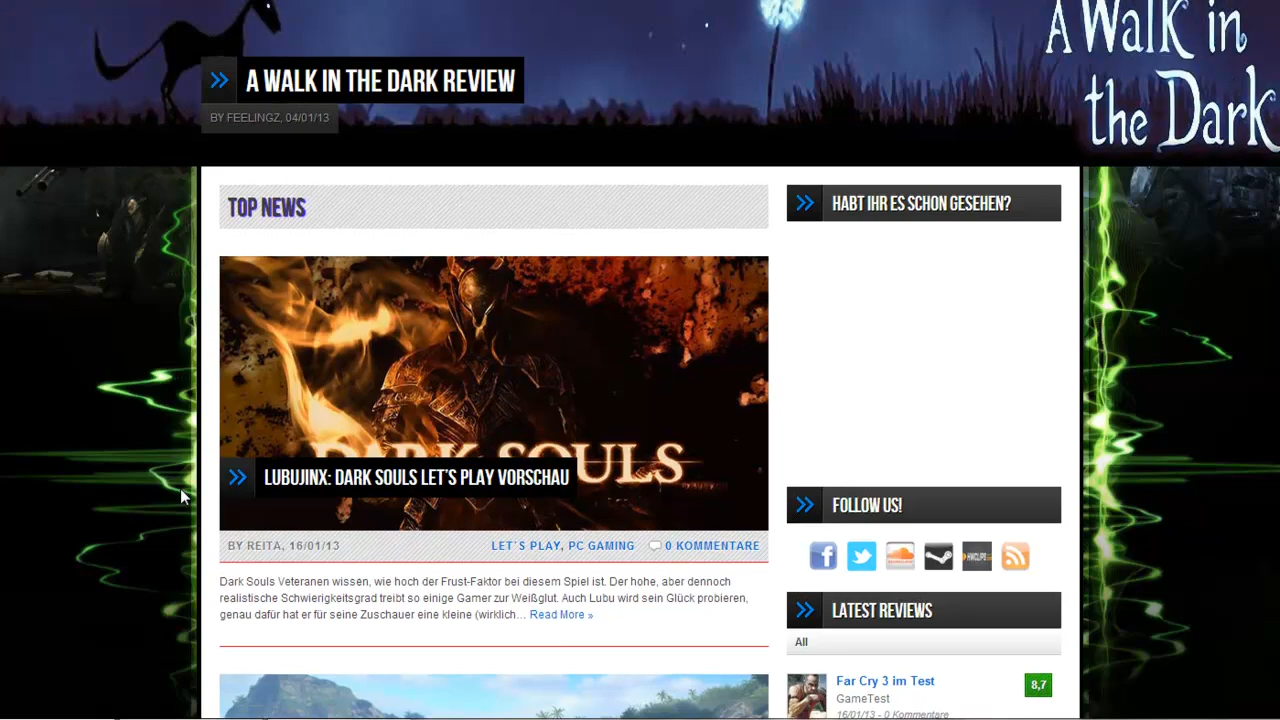 A Walk in
the Dark
A WALK IN THE DARK REVIEW
BY FEELINGZ, 04/01/13
TOP NEWS
HABT IHR ES SCHON GESEHEN?
DARK SOULS
LUBUJINX: DARK SOULS LET'S PLAY VORSCHAU
BY REITA, 16/01/13
LET´S PLAY, PC GAMING
0 KOMMENTARE
Dark Souls Veteranen wissen, wie hoch der Frust-Faktor bei diesem Spiel ist. Der hohe, aber dennoch
realistische Schwierigkeitsgrad treibt so einige Gamer zur Weißglut. Auch Lubu wird sein Glück probieren,
genau dafür hat er für seine Zuschauer eine kleine (wirklich… Read More »
FOLLOW US!
HWCLIPS
LATEST REVIEWS
All
Far Cry 3 im Test
8,7
GameTest
16/01/13 - 0 Kommentare